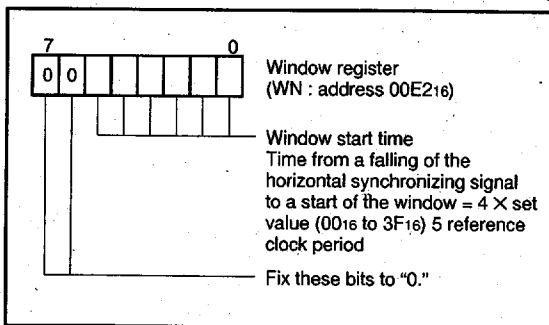 7 0
0 0
Window register
(WN : address 00E216)
Window start time
Time from a falling of the
horizontal synchronizing signal
to a start of the window = 4 × set
value (0016 to 3F16) 5 reference
clock period
Fix these bits to “0.”